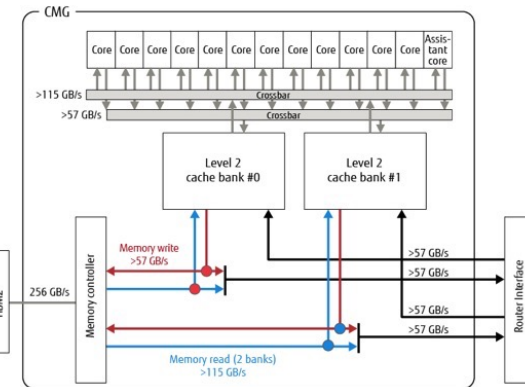 CMG
Core Core Core Core Core Core Core Core Core Core Core Core Assis-
tant
core
>115 GB/s
Crossbar
>57 GB/s
Crossbar
Level 2
cache bank #0
Level 2
cache bank #1
Memory write
>57 GB/s
>57 GB/s
>57 GB/s
256 GB/s
Memory controller
>57 GB/s
>57 GB/s
Router Interface
Memory read (2 banks)
>115 GB/s